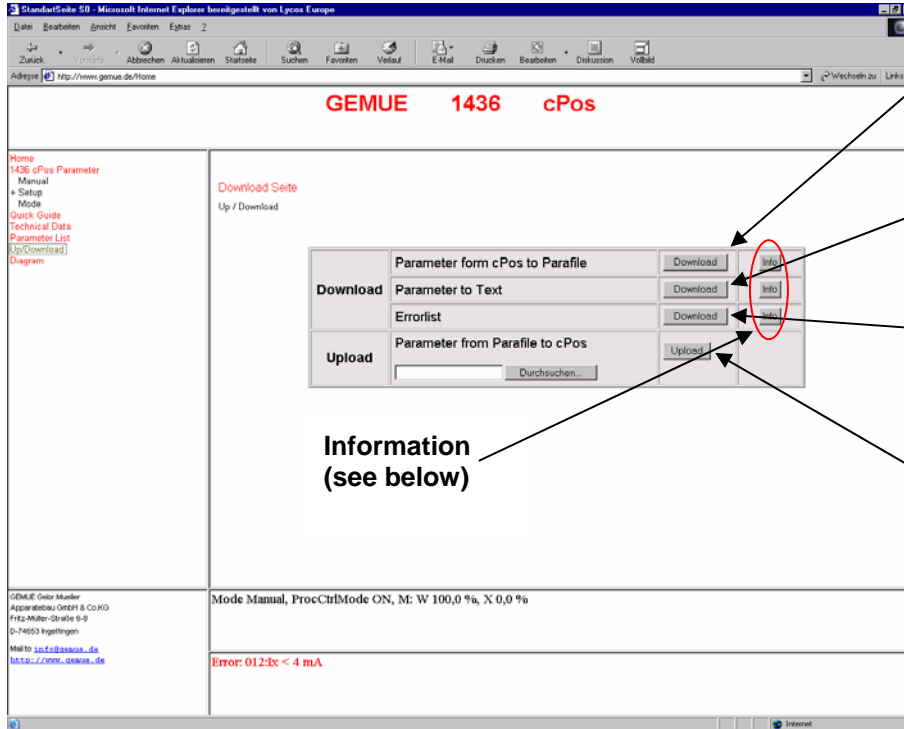 StandartSeite S0 - Microsoft Internet Explorer bereitgestellt von Lycos Europe
Datei Bearbeiten Ansicht Favoriten Extras ?
Zurück Vorwärts Abbrechen Aktualisieren Startseite Suchen Favoriten Verlauf E-Mail Drucken Bearbeiten Diskussion Vollbild
Adresse http://www.gemue.de/Home Wechseln zu Links
GEMUE 1436 cPos
Home
1436 cPos Parameter
Manual
+ Setup
Mode
Quick Guide
Technical Data
Parameter List
Up/Download
Diagram
Download Seite
Up / Download
Download
Parameter form cPos to Parafile Download Info
Parameter to Text Download Info
Errorlist Download Info
Upload
Parameter from Parafile to cPos Upload
Durchsuchen...
Information
(see below)
GEMUE Gebr.Mueller
Apparatebau GmbH & Co.KG
Fritz-Müller-Straße 6-8
D-74653 Ingelfingen
Mail to info@gemue.de
http://www.gemue.de
Mode Manual, ProcCtrlMode ON, M: W 100,0 %, X 0,0 %
Error: 012:Ix < 4 mA
Internet